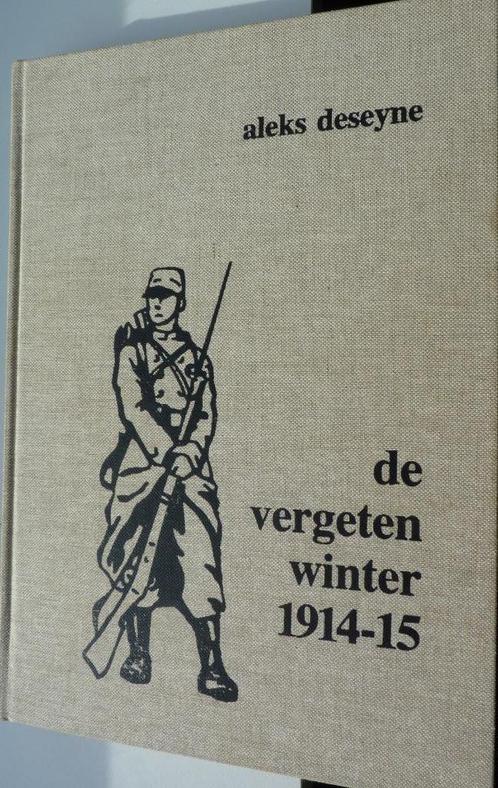 aleks deseyne
de
vergeten
winter
1914-15